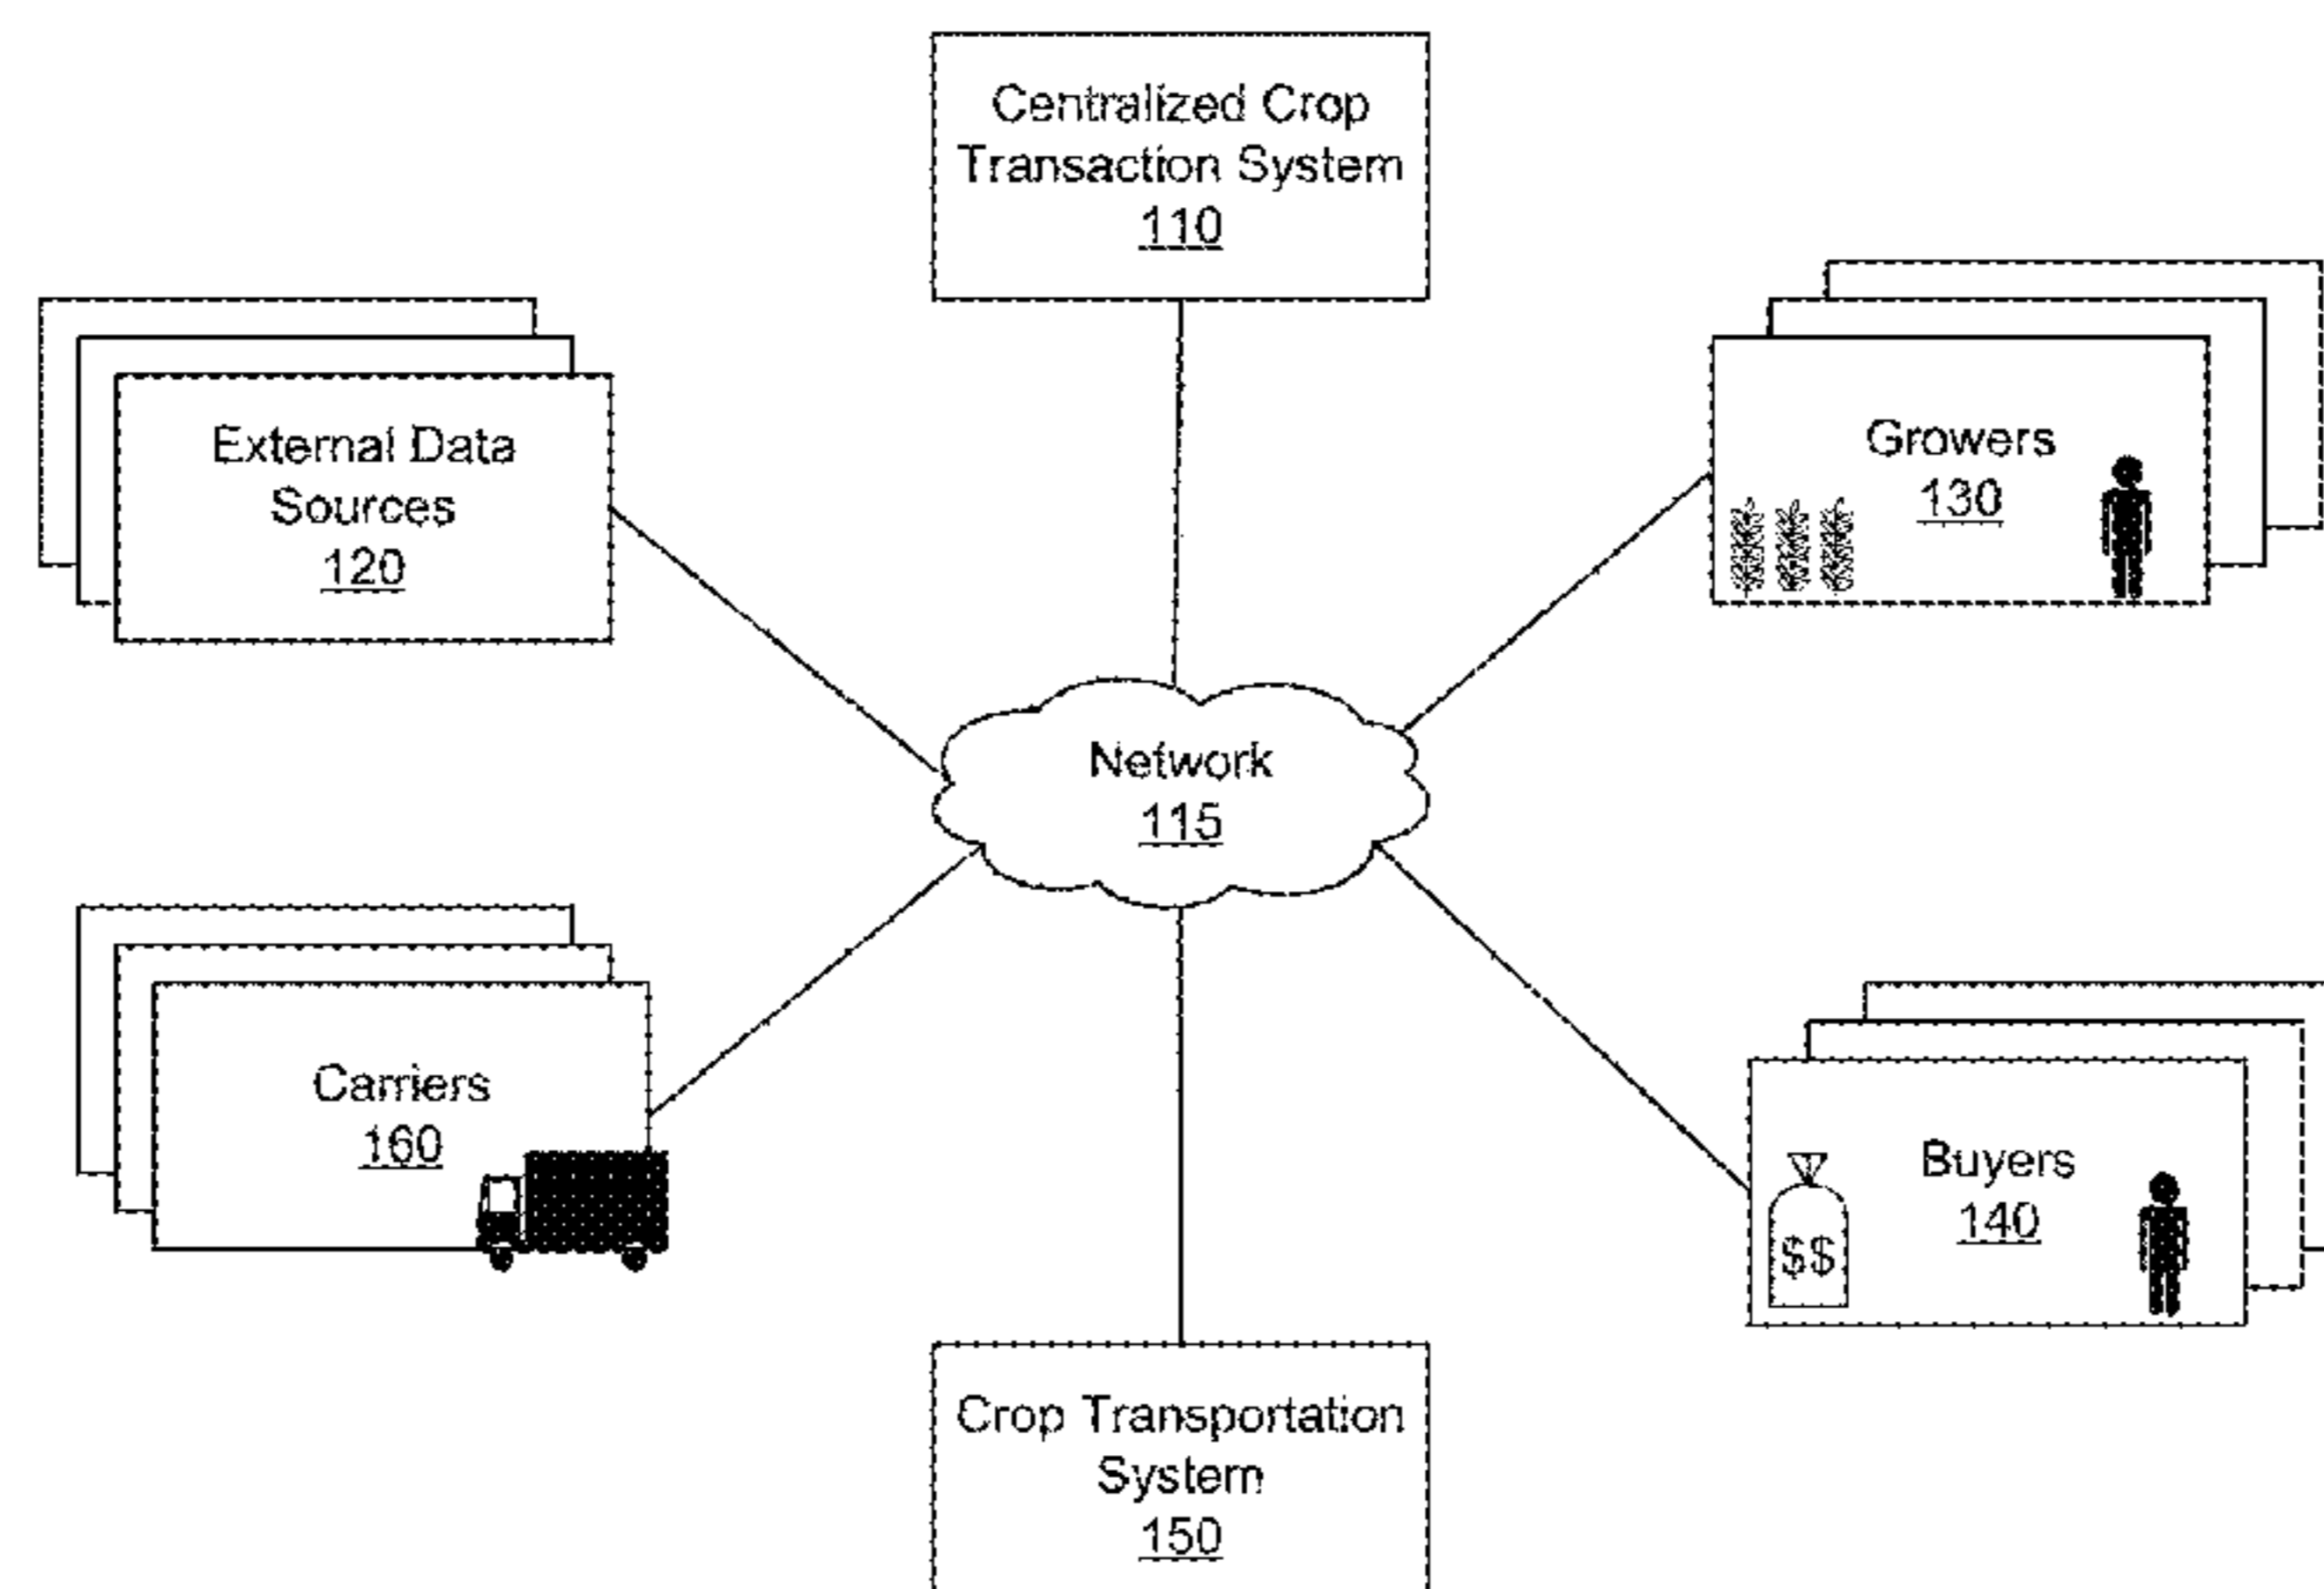 Centralized Crop
Transaction System
110
External Data
Sources
120
Growers
130
Network
115
Carriers
160
Buyers
140
$$
Crop Transportation
System
150